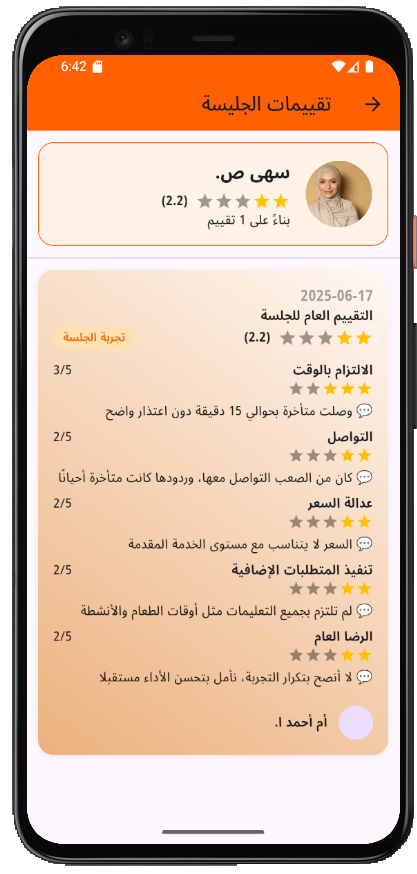 6:42
تقييمات الجليسة
سهى ص.
(2.2)
بناءً على 1 تقييم
2025-06-17
التقييم العام للجلسة
(2.2)
تجربة الجلسة
الالتزام بالوقت 3/5
💬 وصلت متأخرة بحوالي 15 دقيقة دون اعتذار واضح
التواصل 2/5
💬 كان من الصعب التواصل معها، وردودها كانت متأخرة أحيانًا
عدالة السعر 2/5
💬 السعر لا يتناسب مع مستوى الخدمة المقدمة
تنفيذ المتطلبات الإضافية 2/5
💬 لم تلتزم بجميع التعليمات مثل أوقات الطعام والأنشطة
الرضا العام 2/5
💬 لا أنصح بتكرار التجربة، نأمل بتحسن الأداء مستقبلا
أم أحمد ا.